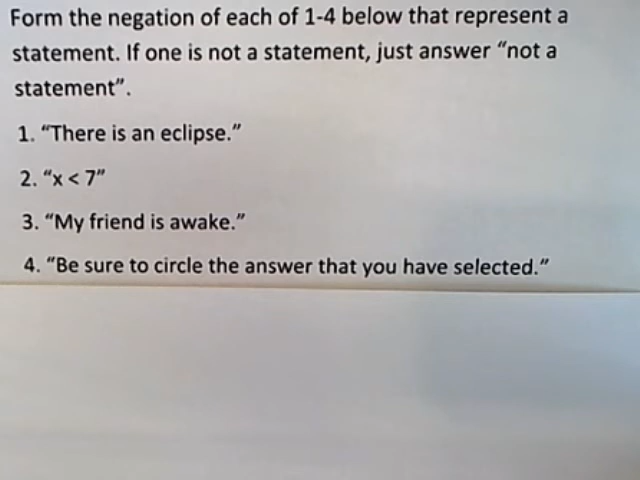 Form the negation of each of 1-4 below that represent a
statement. If one is not a statement, just answer “not a
statement”.
1. “There is an eclipse.”
2. “x < 7”
3. “My friend is awake.”
4. “Be sure to circle the answer that you have selected.”